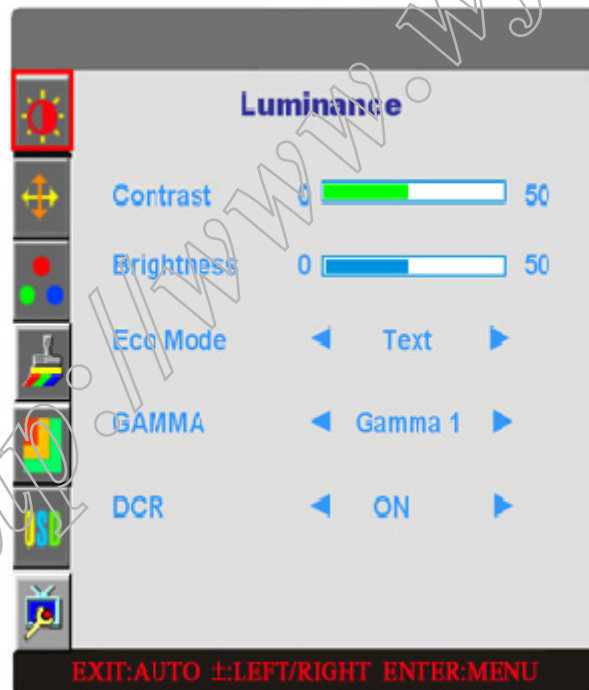 Luminance
Contrast 0 50
Brightness 0 50
Eco Mode Text
GAMMA Gamma 1
DCR ON
OSD
EXIT:AUTO ±:LEFT/RIGHT ENTER:MENU